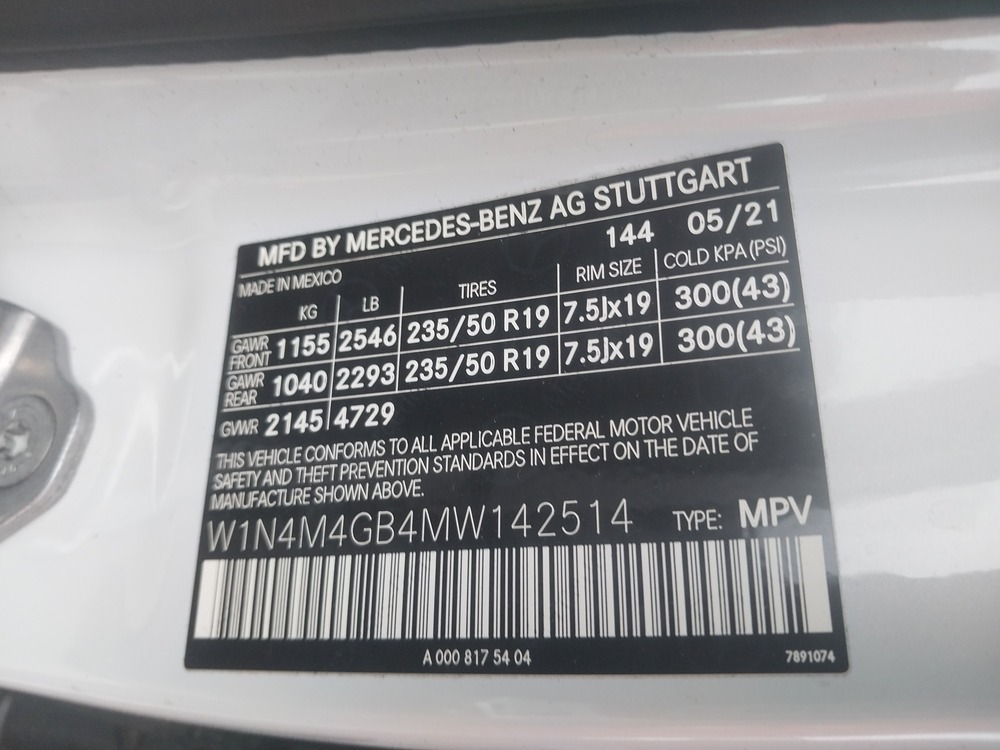 MFD BY MERCEDES-BENZ AG STUTTGART
MADE IN MEXICO 144 05/21
KG LB TIRES RIM SIZE COLD KPA (PSI)
GAWR FRONT 1155 2546 235/50 R19 7.5Jx19 300(43)
GAWR REAR 1040 2293 235/50 R19 7.5Jx19 300(43)
GVWR 2145 4729
THIS VEHICLE CONFORMS TO ALL APPLICABLE FEDERAL MOTOR VEHICLE
SAFETY AND THEFT PREVENTION STANDARDS IN EFFECT ON THE DATE OF
MANUFACTURE SHOWN ABOVE.
W1N4M4GB4MW142514 TYPE: MPV
A 000 817 54 04 7891074